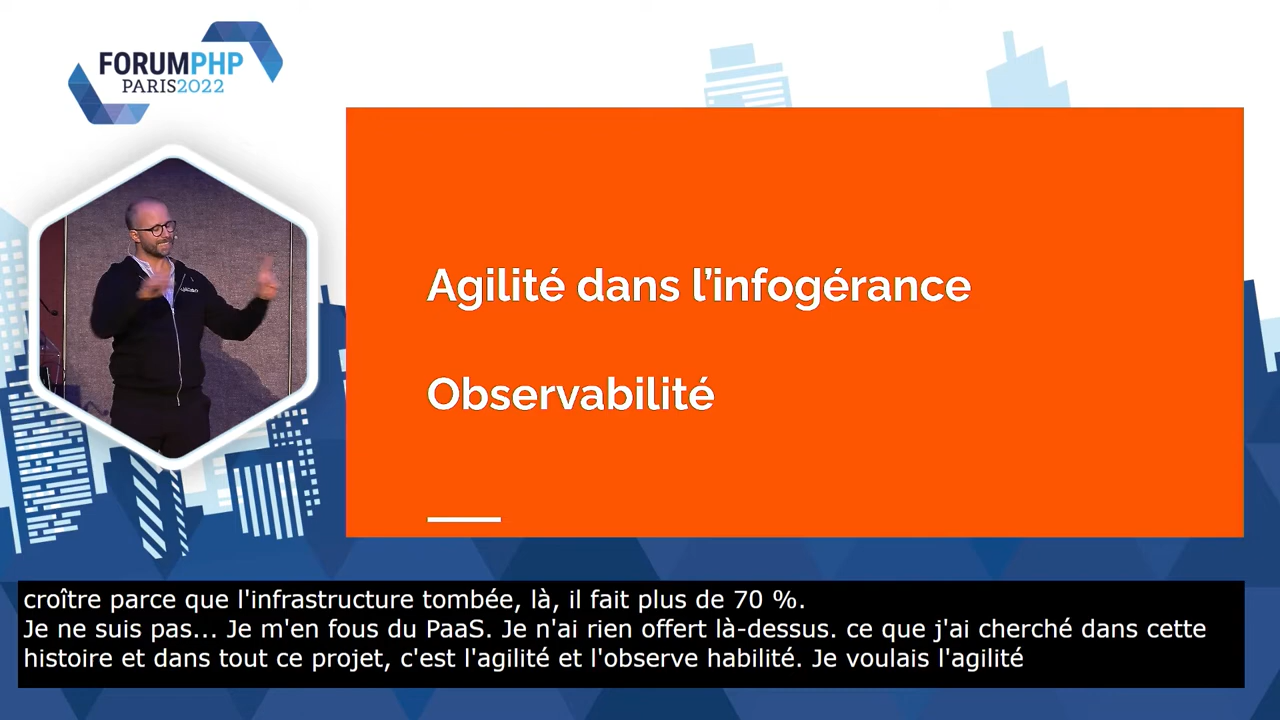 FORUMPHP
PARIS2022
Agilité dans l’infogérance
Observabilité
croître parce que l'infrastructure tombée, là, il fait plus de 70 %.
Je ne suis pas... Je m'en fous du PaaS. Je n'ai rien offert là-dessus. ce que j'ai cherché dans cette
histoire et dans tout ce projet, c'est l'agilité et l'observe habilité. Je voulais l'agilité